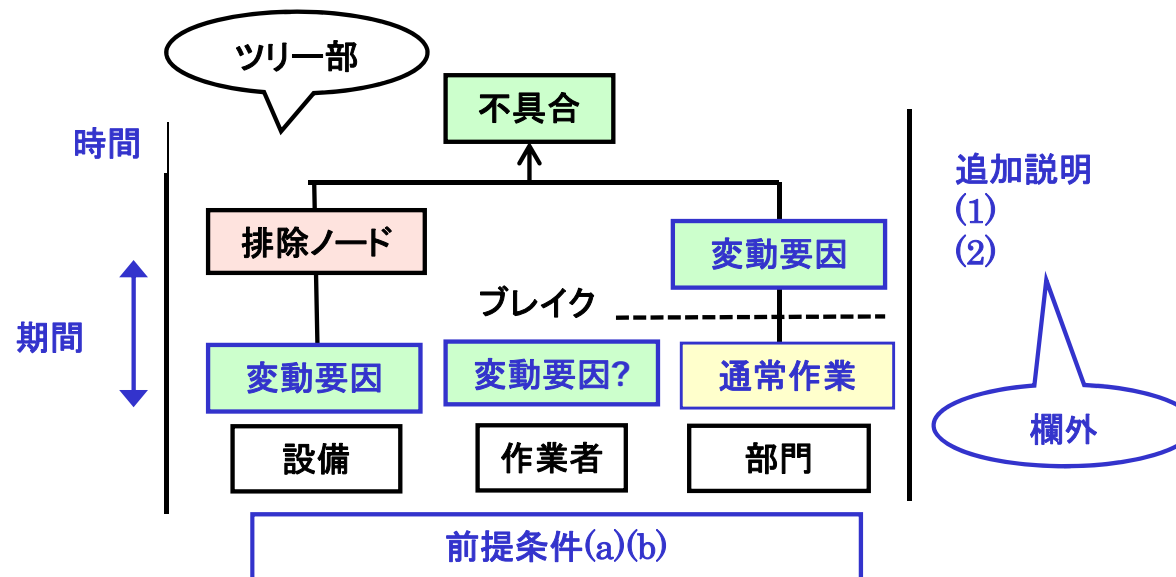 ツリー部
不具合
時間
追加説明
(1)
(2)
排除ノード
変動要因
ブレイク
期間
変動要因
変動要因?
通常作業
欄外
設備
作業者
部門
前提条件(a)(b)